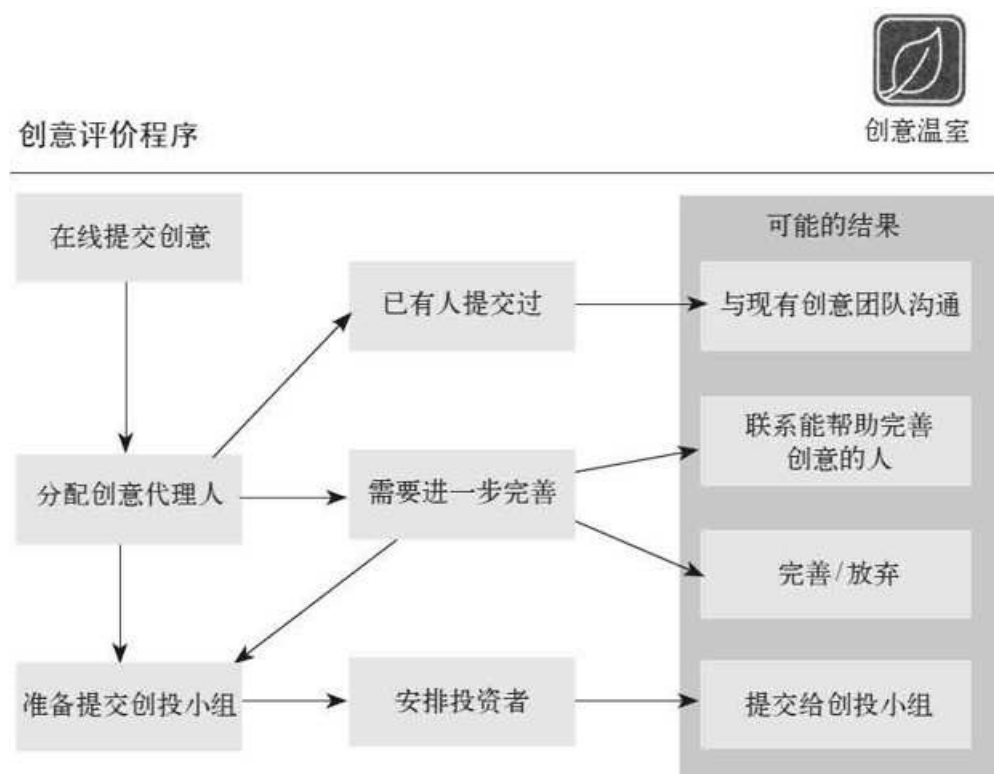 创意温室
创意评价程序
在线提交创意
可能的结果
已有人提交过
与现有创意团队沟通
联系能帮助完善
创意的人
分配创意代理人
需要进一步完善
完善/放弃
准备提交创投小组
安排投资者
提交给创投小组